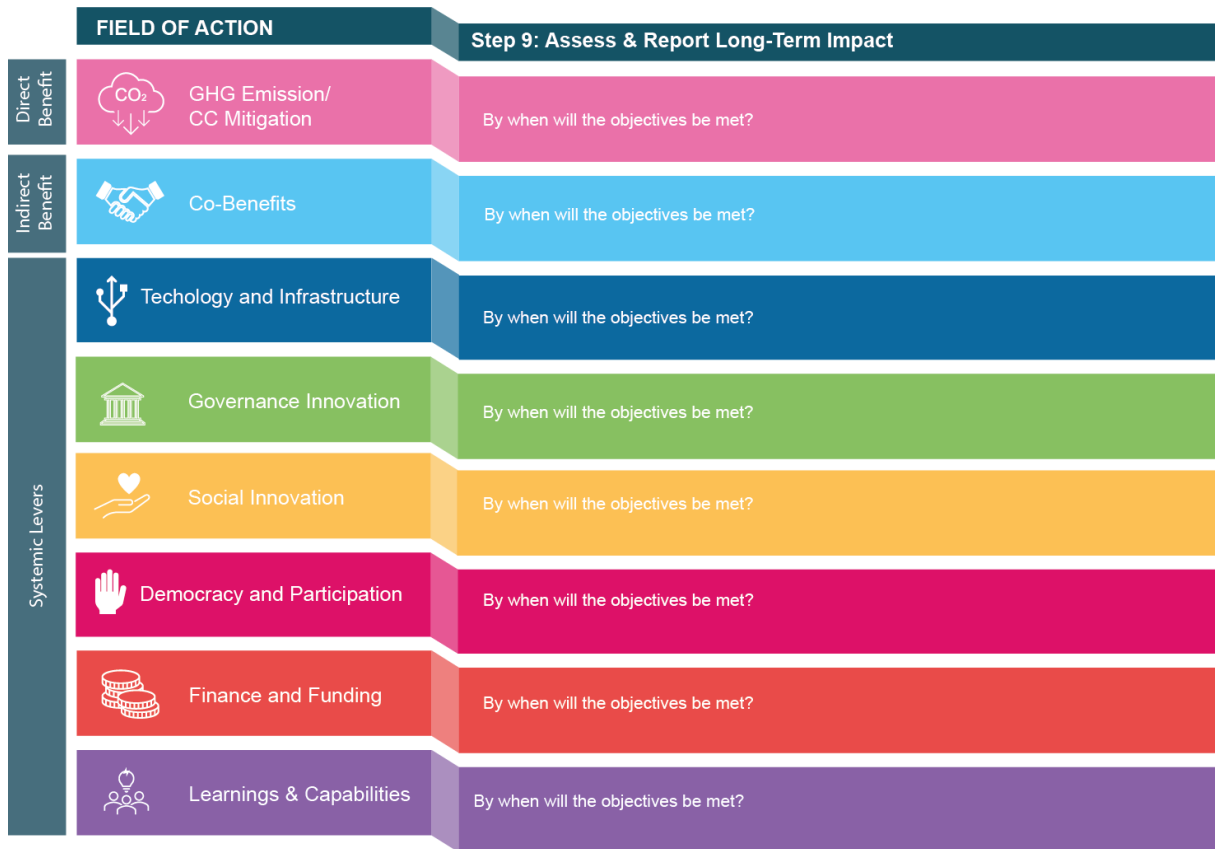 FIELD OF ACTION
Step 9: Assess & Report Long-Term Impact
Direct
Benefit
CO₂
GHG Emission/
CC Mitigation
By when will the objectives be met?
Indirect
Benefit
Co-Benefits
By when will the objectives be met?
Systemic Levers
Techology and Infrastructure
By when will the objectives be met?
Governance Innovation
By when will the objectives be met?
Social Innovation
By when will the objectives be met?
Democracy and Participation
By when will the objectives be met?
Finance and Funding
By when will the objectives be met?
Learnings & Capabilities
By when will the objectives be met?